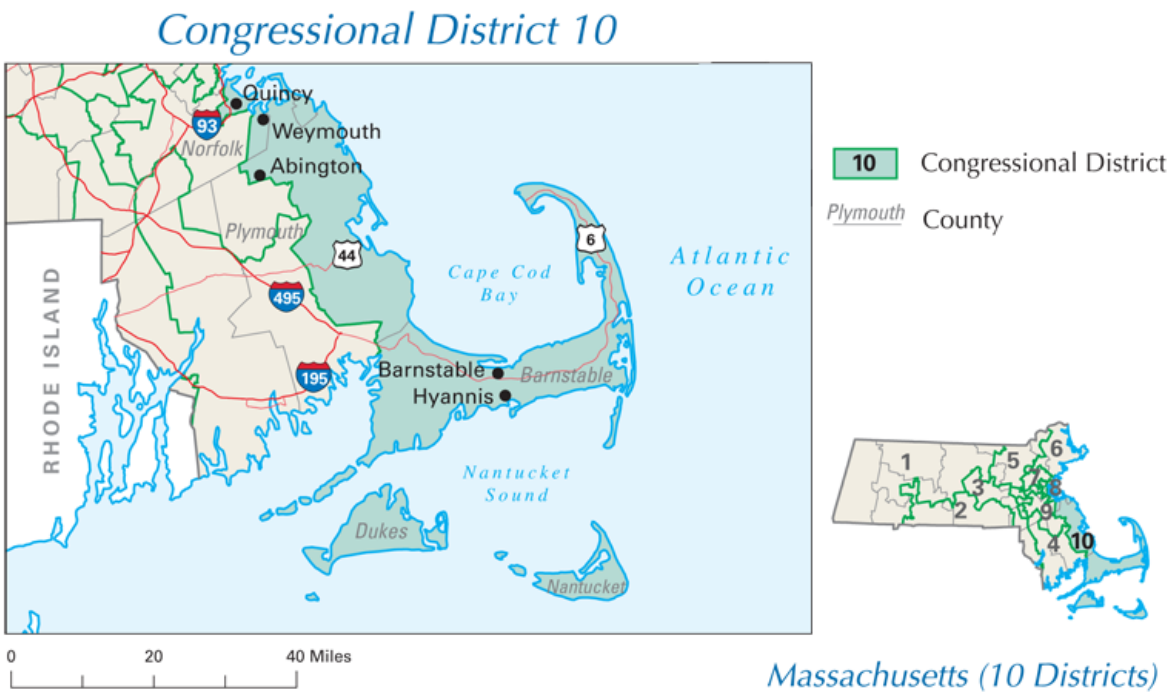 Congressional District 10
Quincy
93
Weymouth
Norfolk
Abington
Plymouth
44
6
Atlantic
Ocean
Cape Cod
Bay
495
RHODE ISLAND
195
Barnstable
Barnstable
Hyannis
Nantucket
Sound
Dukes
Nantucket
0 20 40 Miles
10 Congressional District
Plymouth County
1
5
6
7
3
8
2
9
4
10
Massachusetts (10 Districts)